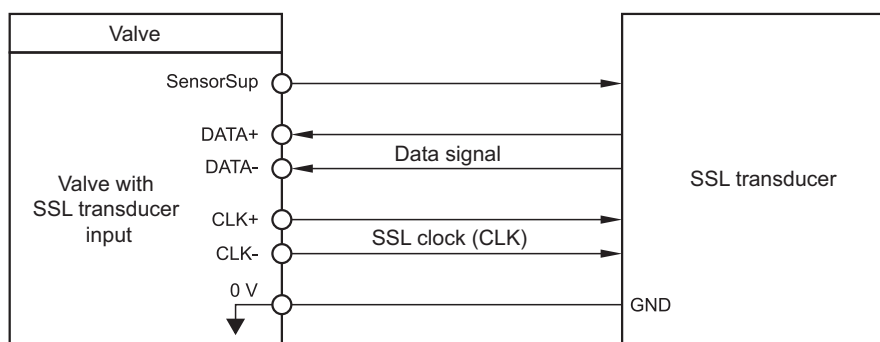 Valve
SensorSup
DATA+
Data signal
DATA-
Valve with
SSL transducer
input
SSL transducer
CLK+
SSL clock (CLK)
CLK-
0 V
GND